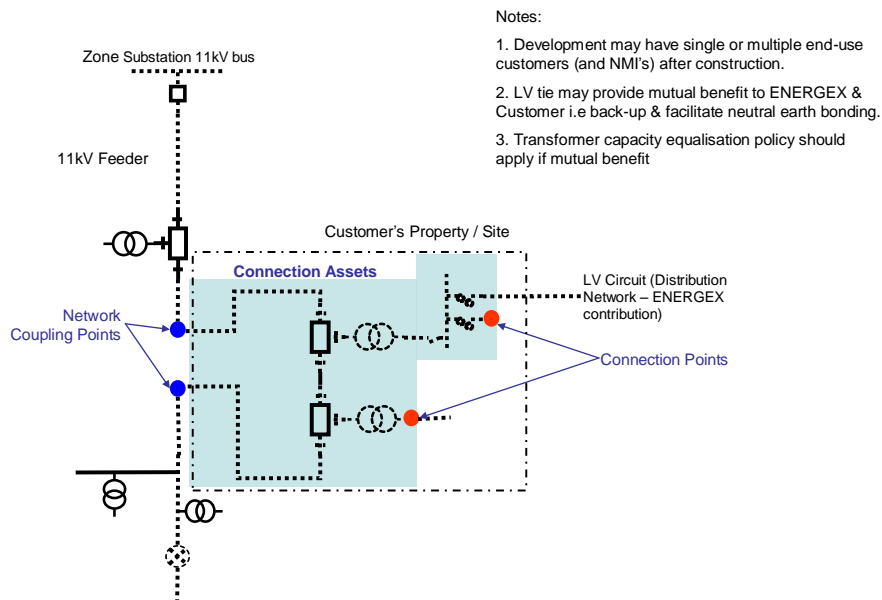 Notes:
1. Development may have single or multiple end-use
customers (and NMI's) after construction.
2. LV tie may provide mutual benefit to ENERGEX &
Customer i.e back-up & facilitate neutral earth bonding.
3. Transformer capacity equalisation policy should
apply if mutual benefit
Zone Substation 11kV bus
11kV Feeder
Customer's Property / Site
Connection Assets
LV Circuit (Distribution
Network – ENERGEX
contribution)
Network
Coupling Points
Connection Points